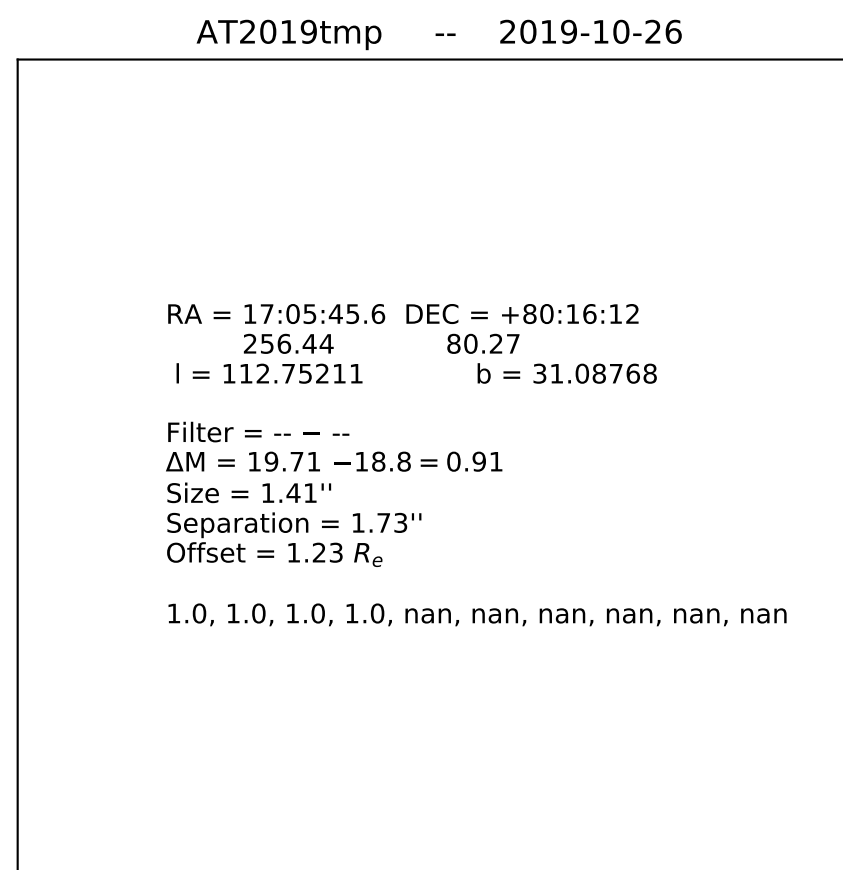 AT2019tmp -- 2019-10-26
RA = 17:05:45.6 DEC = +80:16:12
256.44 80.27
l = 112.75211 b = 31.08768
Filter = -- − --
ΔM = 19.71 −18.8 = 0.91
Size = 1.41''
Separation = 1.73''
Offset = 1.23 Rₑ
1.0, 1.0, 1.0, 1.0, nan, nan, nan, nan, nan, nan